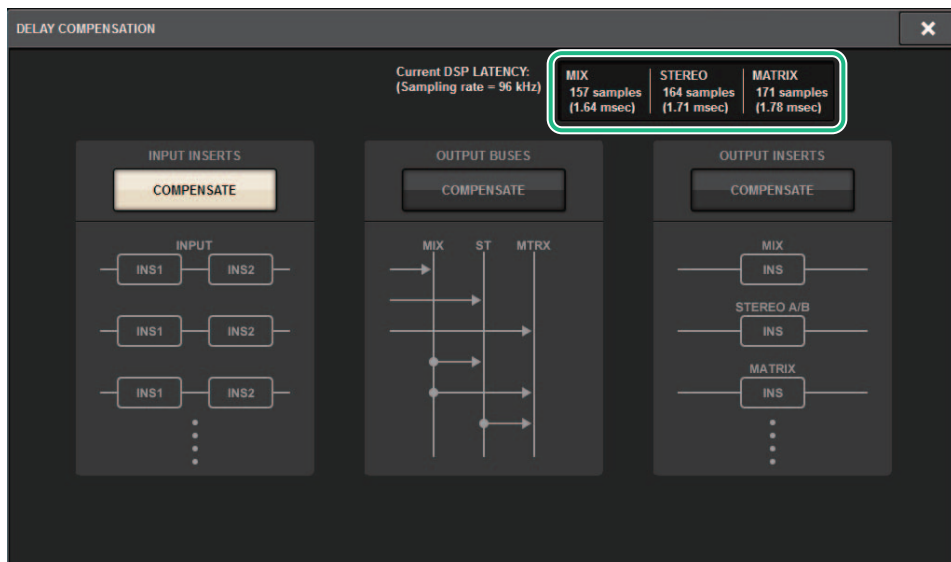 DELAY COMPENSATION
Current DSP LATENCY:
(Sampling rate = 96 kHz)
MIX
157 samples
(1.64 msec)
STEREO
164 samples
(1.71 msec)
MATRIX
171 samples
(1.78 msec)
INPUT INSERTS
COMPENSATE
INPUT
INS1 INS2
INS1 INS2
INS1 INS2
OUTPUT BUSES
COMPENSATE
MIX ST MTRX
OUTPUT INSERTS
COMPENSATE
MIX
INS
STEREO A/B
INS
MATRIX
INS